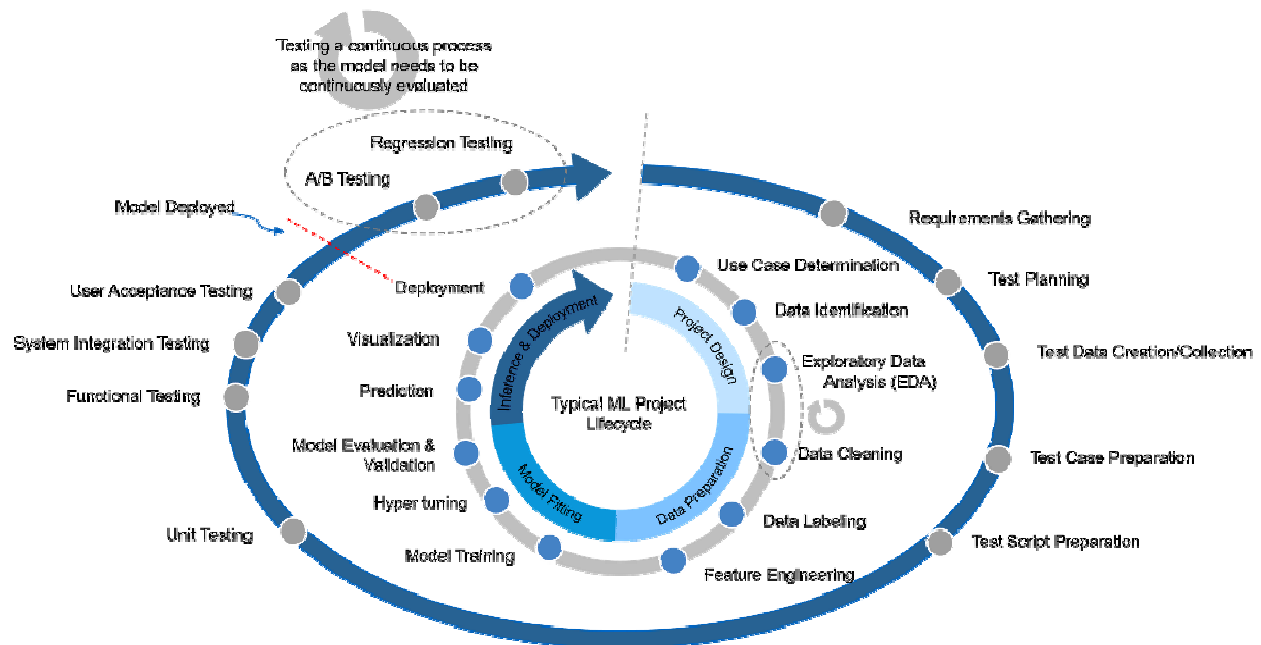 Testing a continuous process
as the model needs to be
continuously evaluated
Regression Testing
A/B Testing
Model Deployed
Requirements Gathering
Use Case Determination
Test Planning
Deployment
User Acceptance Testing
Data Identification
Visualization
System Integration Testing
Inference & Deployment
Project Design
Test Data Creation/Collection
Exploratory Data
Analysis (EDA)
Prediction
Functional Testing
Typical ML Project
Lifecycle
Model Evaluation &
Validation
Data Cleaning
Test Case Preparation
Model Fitting
Data Preparation
Hyper tuning
Data Labeling
Unit Testing
Test Script Preparation
Model Training
Feature Engineering